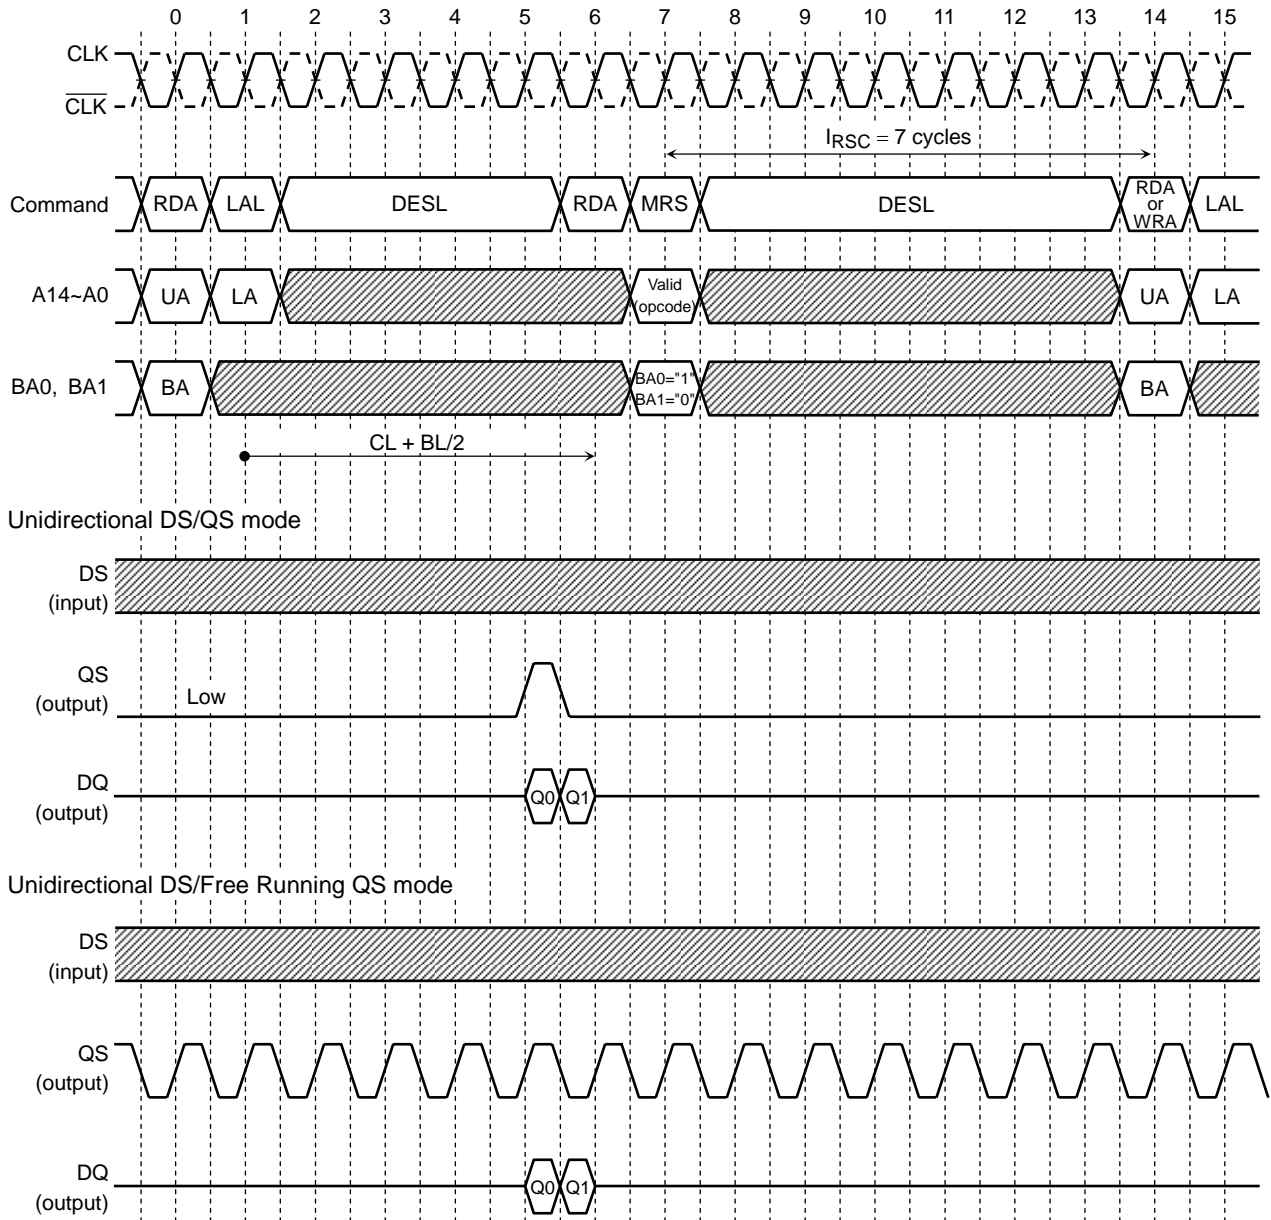 0 1 2 3 4 5 6 7 8 9 10 11 12 13 14 15
CLK
CLK
IRSC = 7 cycles
Command RDA LAL DESL RDA MRS DESL RDA or WRA LAL
A14~A0 UA LA Valid (opcode) UA LA
BA0, BA1 BA BA0="1" BA1="0" BA
CL + BL/2
Unidirectional DS/QS mode
DS
(input)
QS
(output) Low
DQ
(output) Q0 Q1
Unidirectional DS/Free Running QS mode
DS
(input)
QS
(output)
DQ
(output) Q0 Q1